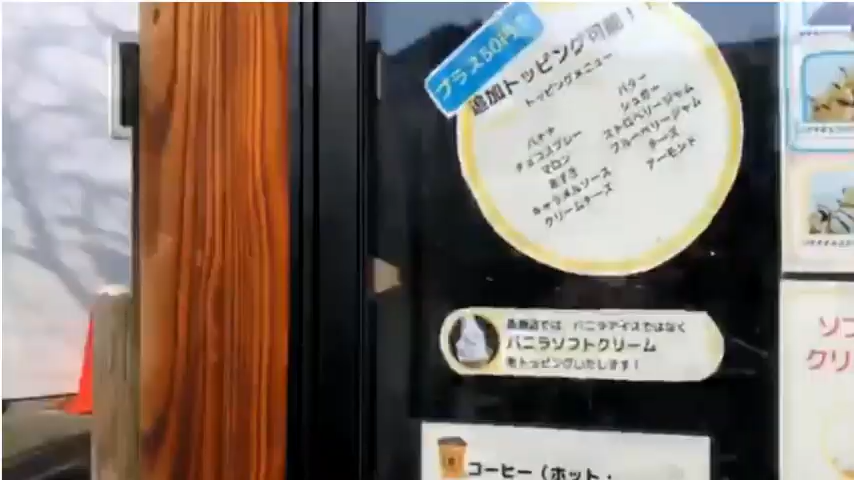 プラス50円で
追加トッピング可能！！
トッピングメニュー
バナナ
チョコスプレー
マロン
あずき
キャラメルソース
クリームチーズ
バター
シュガー
ストロベリージャム
ブルーベリージャム
チーズ
アーモンド
では、バニラアイスではなく
バニラソフトクリーム
をトッピングいたします！
コーヒー（ホット・
ソフ
クリ